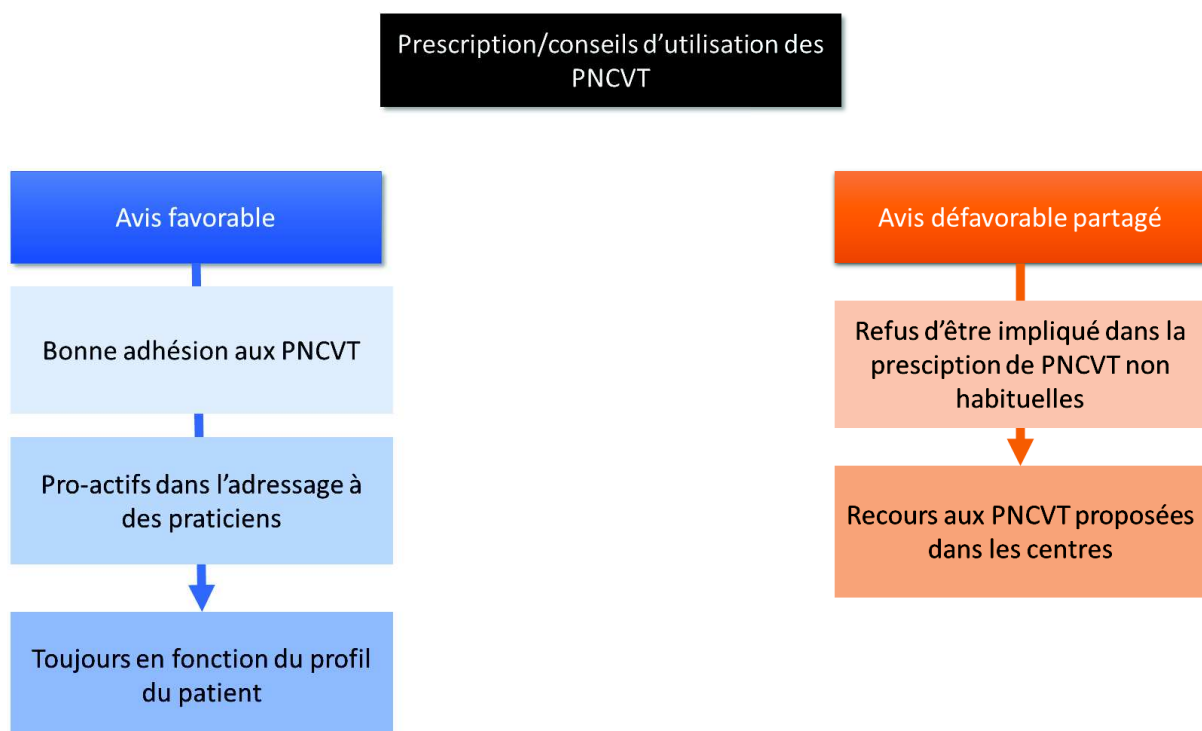 Prescription/conseils d’utilisation des
PNCVT
Avis favorable
Bonne adhésion aux PNCVT
Pro-actifs dans l’adressage à
des praticiens
Toujours en fonction du profil
du patient
Avis défavorable partagé
Refus d’être impliqué dans la
presciption de PNCVT non
habituelles
Recours aux PNCVT proposées
dans les centres